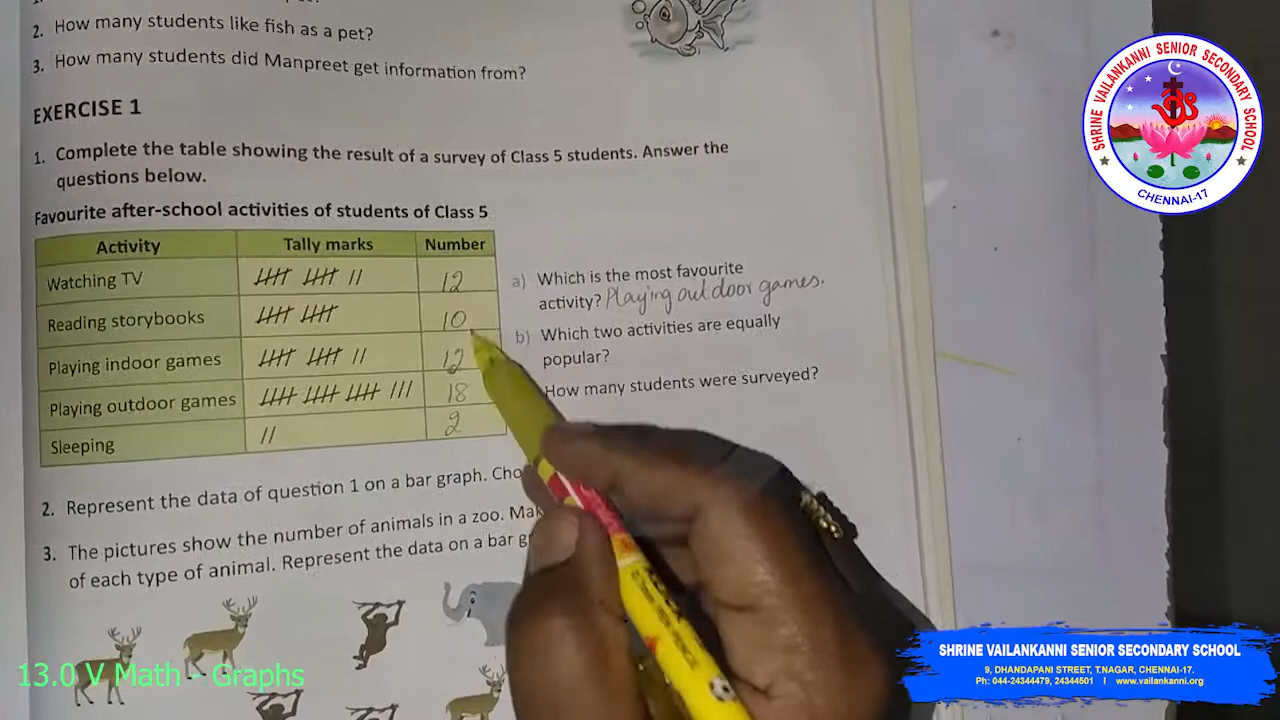 2. How many students like fish as a pet?
3. How many students did Manpreet get information from?
EXERCISE 1
1. Complete the table showing the result of a survey of Class 5 students. Answer the
questions below.
Favourite after-school activities of students of Class 5
Activity Tally marks Number
Watching TV 12
Reading storybooks 10
Playing indoor games 12
Playing outdoor games 18
Sleeping 2
a) Which is the most favourite
activity? Playing outdoor games.
b) Which two activities are equally
popular?
How many students were surveyed?
2. Represent the data of question 1 on a bar graph.
3. The pictures show the number of animals in a zoo.
of each type of animal. Represent the data on a bar
SHRINE VAILANKANNI SENIOR SECONDARY SCHOOL
CHENNAI-17
13.0 V Math - Graphs
SHRINE VAILANKANNI SENIOR SECONDARY SCHOOL
9, DHANDAPANI STREET, T.NAGAR, CHENNAI-17.
Ph: 044-24344479, 24344501 I www.vailankanni.org